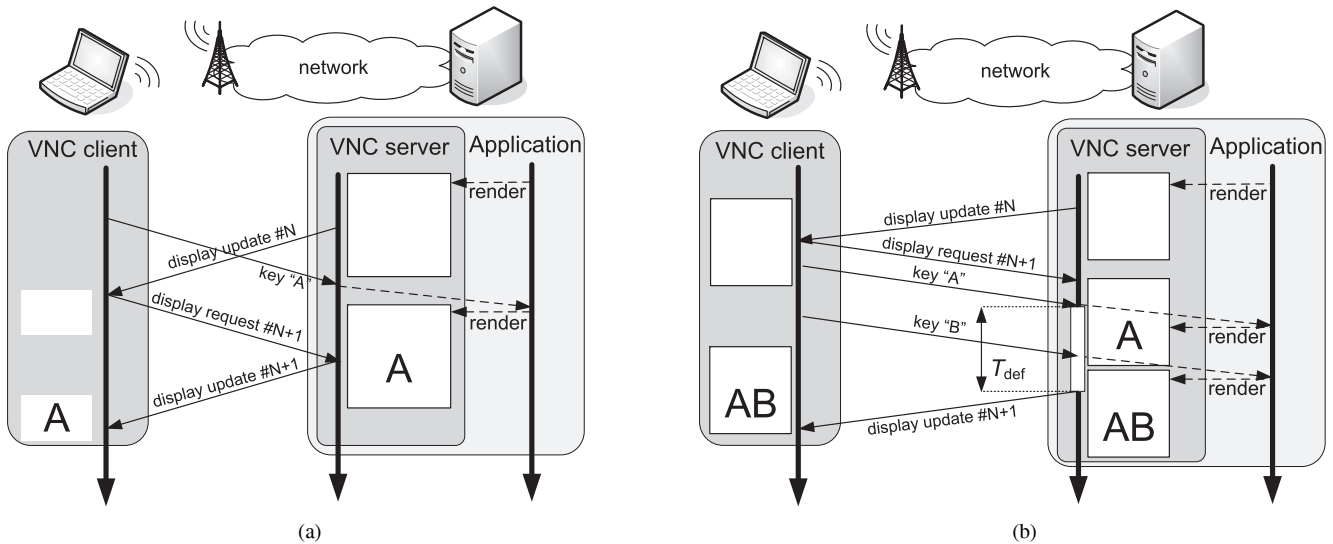 network
VNC client
VNC server
Application
render
display update #N
key “A”
render
display request #N+1
A
display update #N+1
A
(a)
network
VNC client
VNC server
Application
render
display update #N
display request #N+1
key “A”
key “B”
A
render
Tdef
render
AB
AB
display update #N+1
(b)